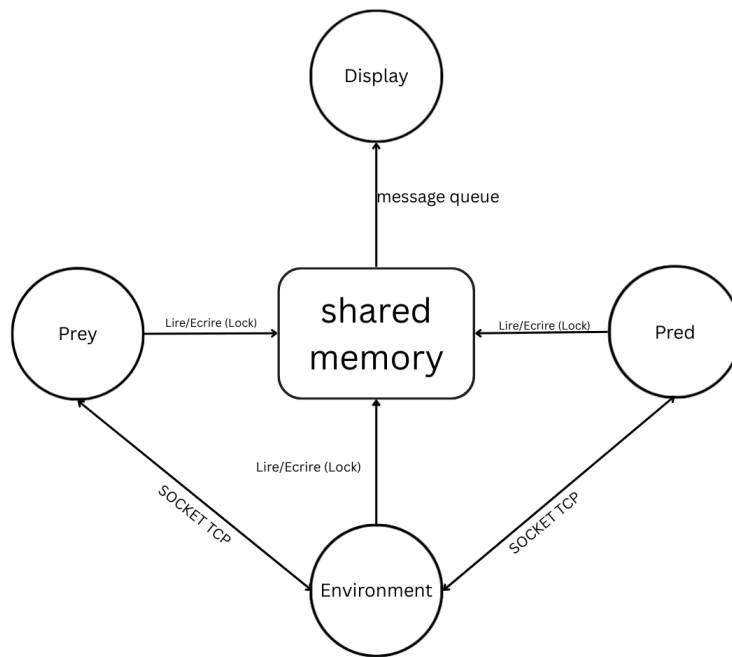 Display
message queue
Lire/Ecrire (Lock)
Lire/Ecrire (Lock)
shared
memory
Prey
Pred
Lire/Ecrire (Lock)
SOCKET TCP
SOCKET TCP
Environment